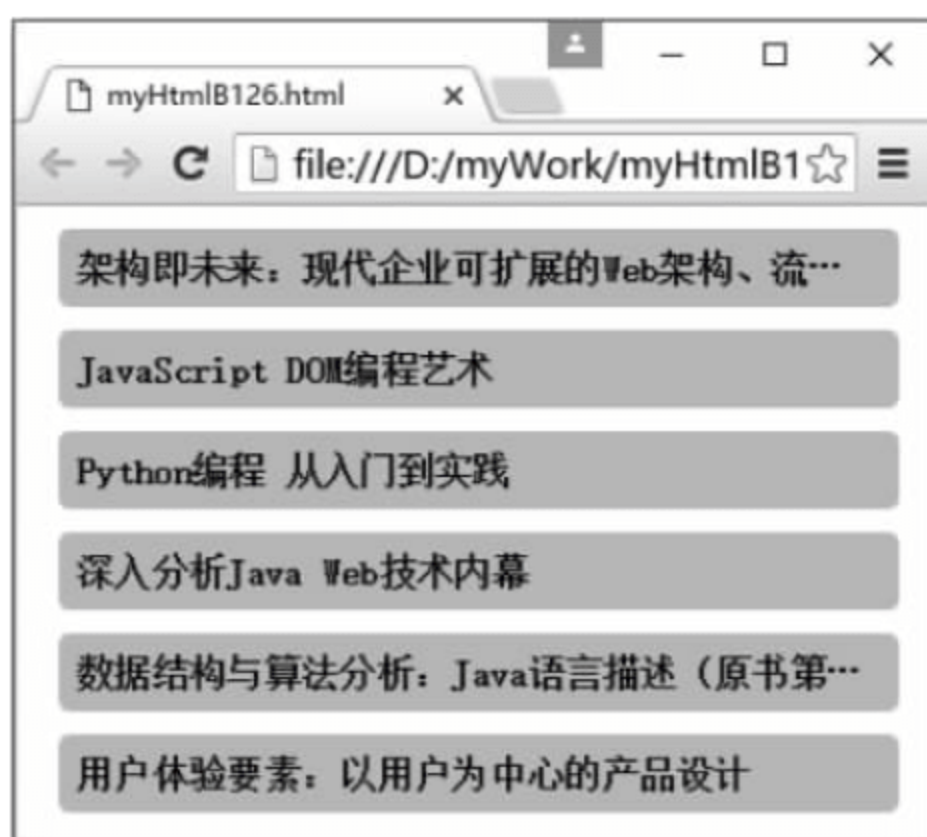 myHtmlB126.html
file:///D:/myWork/myHtmlB1
架构即未来：现代企业可扩展的Web架构、流…
JavaScript DOM编程艺术
Python编程 从入门到实践
深入分析Java Web技术内幕
数据结构与算法分析：Java语言描述（原书第…
用户体验要素：以用户为中心的产品设计